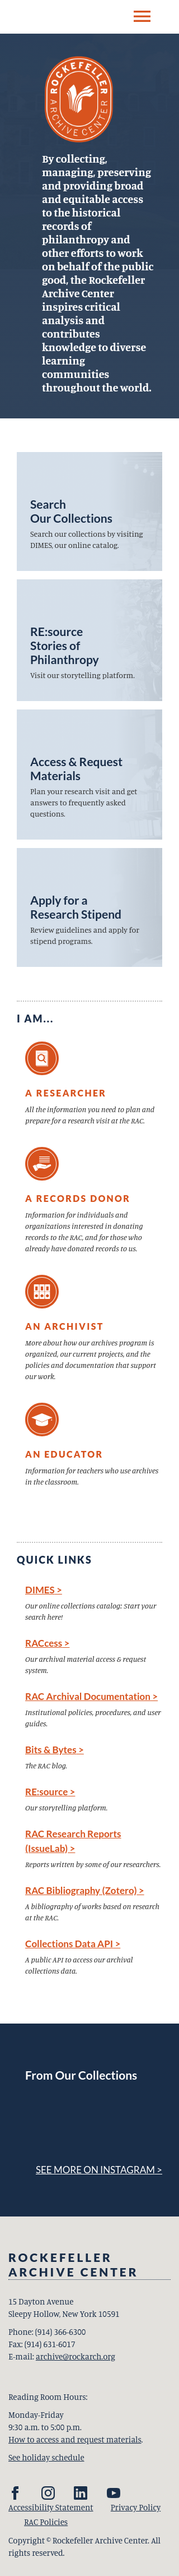 ROCKEFELLER
ARCHIVE CENTER
By collecting,
managing, preserving
and providing broad
and equitable access
to the historical
records of
philanthropy and
other efforts to work
on behalf of the public
good, the Rockefeller
Archive Center
inspires critical
analysis and
contributes
knowledge to diverse
learning
communities
throughout the world.
Search
Our Collections
Search our collections by visiting
DIMES, our online catalog.
RE:source
Stories of
Philanthropy
Visit our storytelling platform.
Access & Request
Materials
Plan your research visit and get
answers to frequently asked
questions.
Apply for a
Research Stipend
Review guidelines and apply for
stipend programs.
I AM...
A RESEARCHER
All the information you need to plan and
prepare for a research visit at the RAC.
A RECORDS DONOR
Information for individuals and
organizations interested in donating
records to the RAC, and for those who
already have donated records to us.
AN ARCHIVIST
More about how our archives program is
organized, our current projects, and the
policies and documentation that support
our work.
AN EDUCATOR
Information for teachers who use archives
in the classroom.
QUICK LINKS
DIMES >
Our online collections catalog: Start your
search here!
RACcess >
Our archival material access & request
system.
RAC Archival Documentation >
Institutional policies, procedures, and user
guides.
Bits & Bytes >
The RAC blog.
RE:source >
Our storytelling platform.
RAC Research Reports
(IssueLab) >
Reports written by some of our researchers.
RAC Bibliography (Zotero) >
A bibliography of works based on research
at the RAC.
Collections Data API >
A public API to access our archival
collections data.
From Our Collections
SEE MORE ON INSTAGRAM >
ROCKEFELLER
ARCHIVE CENTER
15 Dayton Avenue
Sleepy Hollow, New York 10591
Phone: (914) 366-6300
Fax: (914) 631-6017
E-mail: archive@rockarch.org
Reading Room Hours:
Monday-Friday
9:30 a.m. to 5:00 p.m.
How to access and request materials.
See holiday schedule
Accessibility Statement Privacy Policy
RAC Policies
Copyright © Rockefeller Archive Center. All
rights reserved.